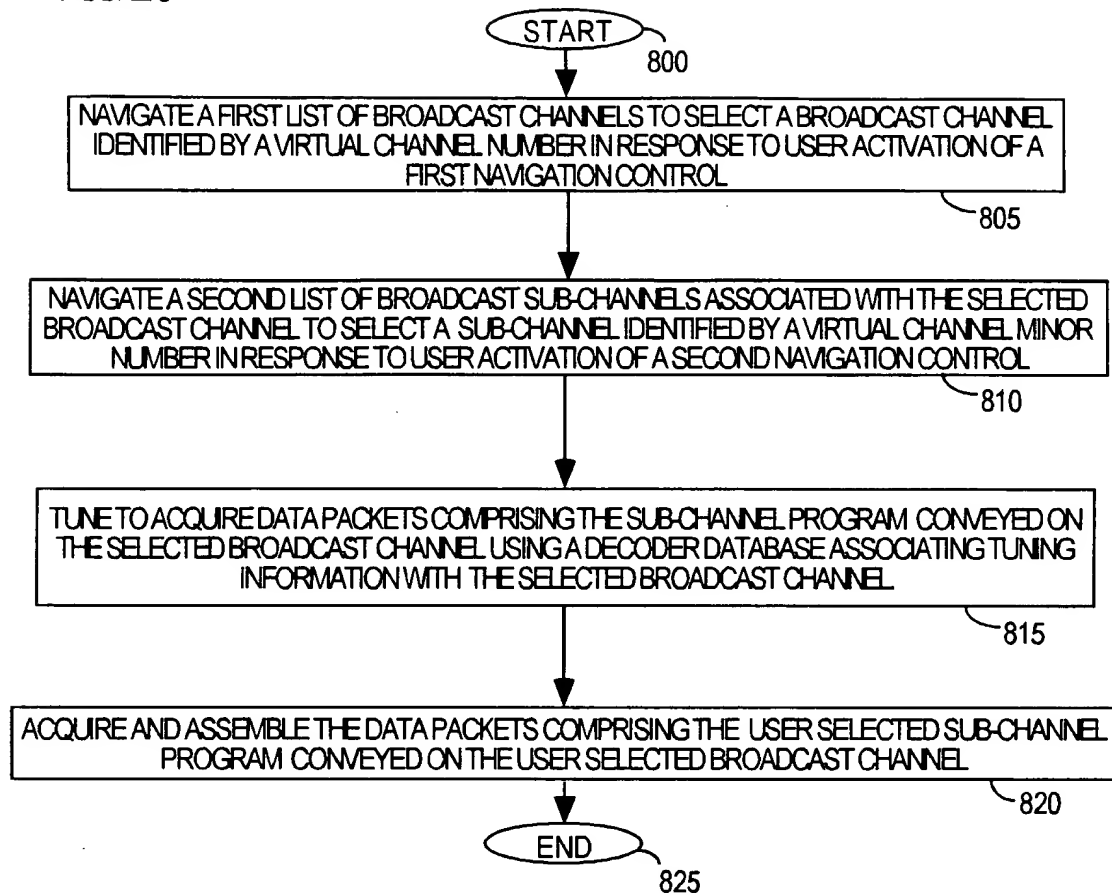 START
800
NAVIGATE A FIRST LIST OF BROADCAST CHANNELS TO SELECT A BROADCAST CHANNEL
IDENTIFIED BY A VIRTUAL CHANNEL NUMBER IN RESPONSE TO USER ACTIVATION OF A
FIRST NAVIGATION CONTROL
805
NAVIGATE A SECOND LIST OF BROADCAST SUB-CHANNELS ASSOCIATED WITH THE SELECTED
BROADCAST CHANNEL TO SELECT A SUB-CHANNEL IDENTIFIED BY A VIRTUAL CHANNEL MINOR
NUMBER IN RESPONSE TO USER ACTIVATION OF A SECOND NAVIGATION CONTROL
810
TUNE TO ACQUIRE DATA PACKETS COMPRISING THE SUB-CHANNEL PROGRAM CONVEYED ON
THE SELECTED BROADCAST CHANNEL USING A DECODER DATABASE ASSOCIATING TUNING
INFORMATION WITH THE SELECTED BROADCAST CHANNEL
815
ACQUIRE AND ASSEMBLE THE DATA PACKETS COMPRISING THE USER SELECTED SUB-CHANNEL
PROGRAM CONVEYED ON THE USER SELECTED BROADCAST CHANNEL
820
END
825